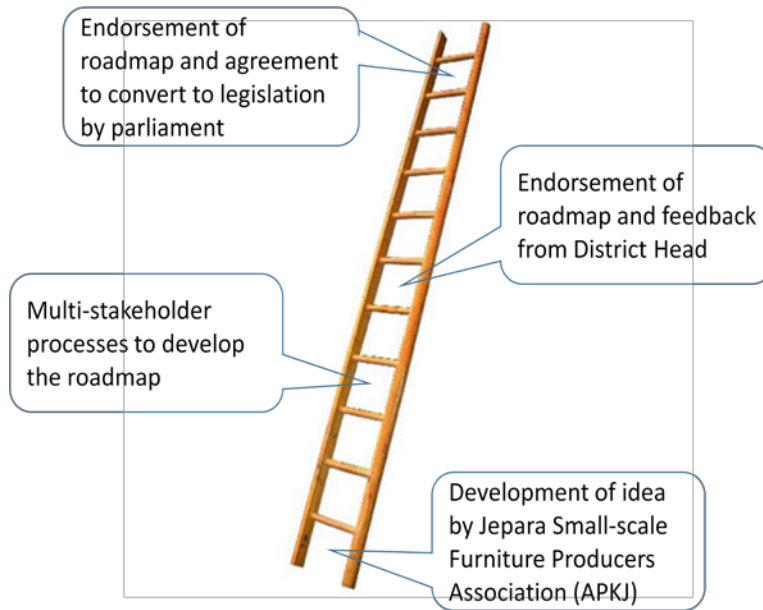 Endorsement of
roadmap and agreement
to convert to legislation
by parliament
Endorsement of
roadmap and feedback
from District Head
Multi-stakeholder
processes to develop
the roadmap
Development of idea
by Jepara Small-scale
Furniture Producers
Association (APKJ)